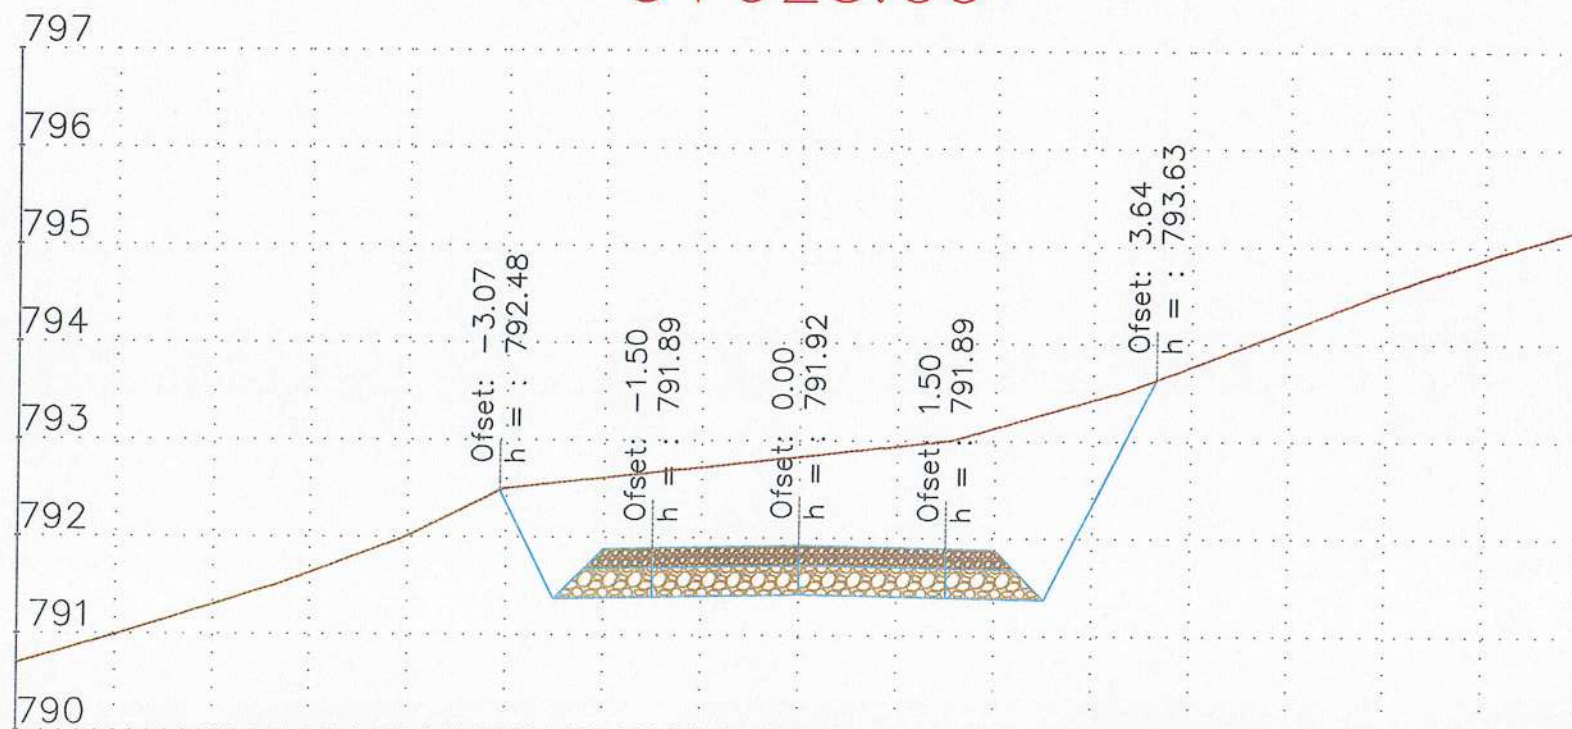 797
796
795
794
793
792
791
790
Ofset: -3.07
h = : 792.48
Ofset: -1.50
h = : 791.89
Ofset: 0.00
h = : 791.92
Ofset: 1.50
h = : 791.89
Ofset: 3.64
h = : 793.63